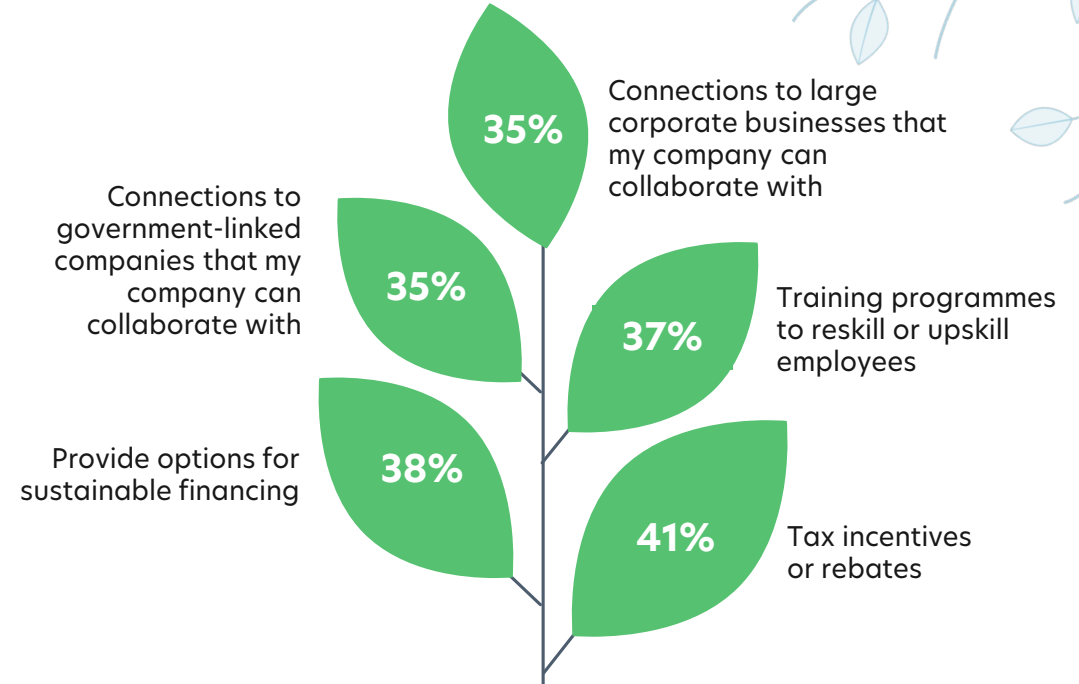 35%
Connections to large
corporate businesses that
my company can
collaborate with
Connections to
government-linked
companies that my
company can
collaborate with
35%
37%
Training programmes
to reskill or upskill
employees
Provide options for
sustainable financing
38%
41%
Tax incentives
or rebates